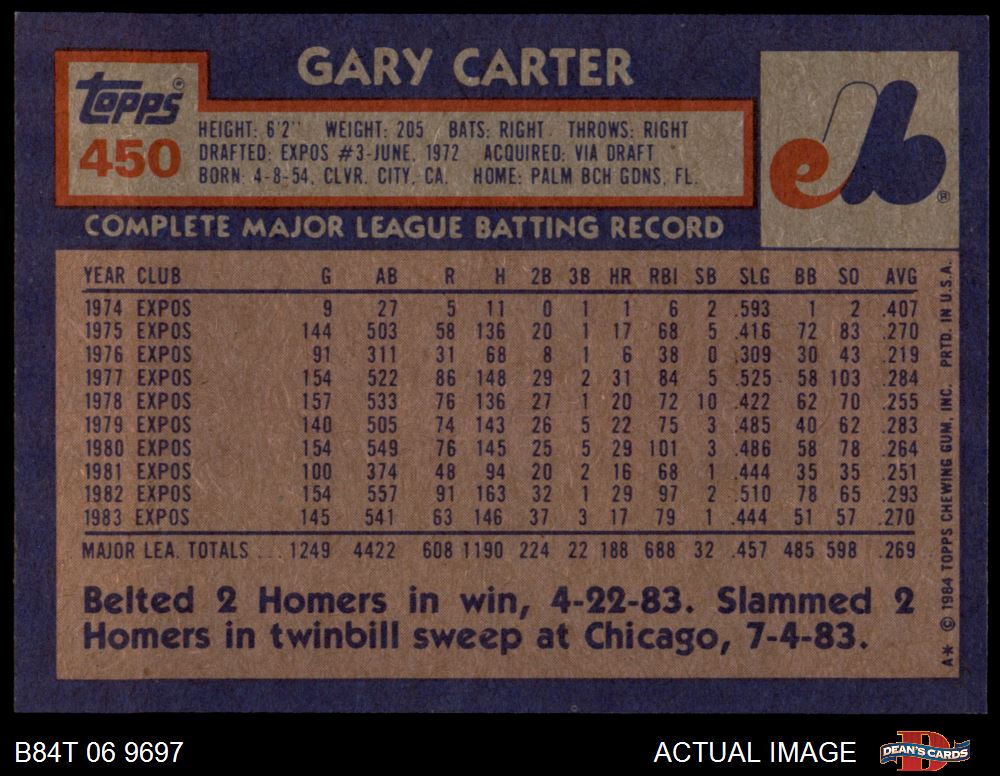 GARY CARTER
Topps®
450
HEIGHT: 6'2" WEIGHT: 205 BATS: RIGHT THROWS: RIGHT
DRAFTED: EXPOS #3-JUNE, 1972 ACQUIRED: VIA DRAFT
BORN: 4-8-54, CLVR. CITY, CA. HOME: PALM BCH GDNS, FL.
eb ®
COMPLETE MAJOR LEAGUE BATTING RECORD
YEAR CLUB G AB R H 2B 3B HR RBI SB SLG BB SO AVG
1974 EXPOS 9 27 5 11 0 1 1 6 2 .593 1 2 .407
1975 EXPOS 144 503 58 136 20 1 17 68 5 .416 72 83 .270
1976 EXPOS 91 311 31 68 8 1 6 38 0 .309 30 43 .219
1977 EXPOS 154 522 86 148 29 2 31 84 5 .525 58 103 .284
1978 EXPOS 157 533 76 136 27 1 20 72 10 .422 62 70 .255
1979 EXPOS 140 505 74 143 26 5 22 75 3 .485 40 62 .283
1980 EXPOS 154 549 76 145 25 5 29 101 3 .486 58 78 .264
1981 EXPOS 100 374 48 94 20 2 16 68 1 .444 35 35 .251
1982 EXPOS 154 557 91 163 32 1 29 97 2 .510 78 65 .293
1983 EXPOS 145 541 63 146 37 3 17 79 1 .444 51 57 .270
MAJOR LEA. TOTALS ... 1249 4422 608 1190 224 22 188 688 32 .457 485 598 .269
Belted 2 Homers in win, 4-22-83. Slammed 2
Homers in twinbill sweep at Chicago, 7-4-83.
A* © 1984 TOPPS CHEWING GUM, INC. PRTD. IN U.S.A.
B84T 06 9697
ACTUAL IMAGE
D
DEAN'S CARDS